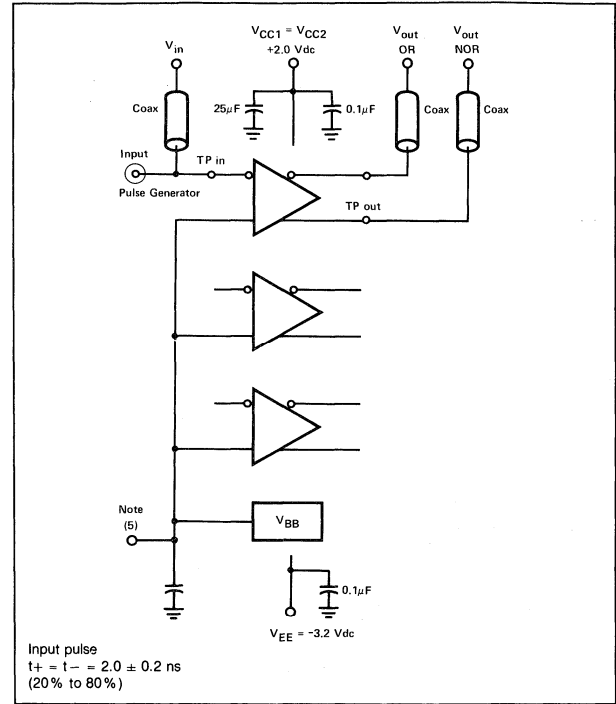 V_CC1 = V_CC2
+2.0 Vdc
V_in
V_out
OR
V_out
NOR
Coax
25μF
0.1μF
Coax
Coax
Input
TP in
Pulse Generator
TP out
Note
(5)
V_BB
0.1μF
V_EE = -3.2 Vdc
Input pulse
t+ = t− = 2.0 ± 0.2 ns
(20% to 80%)